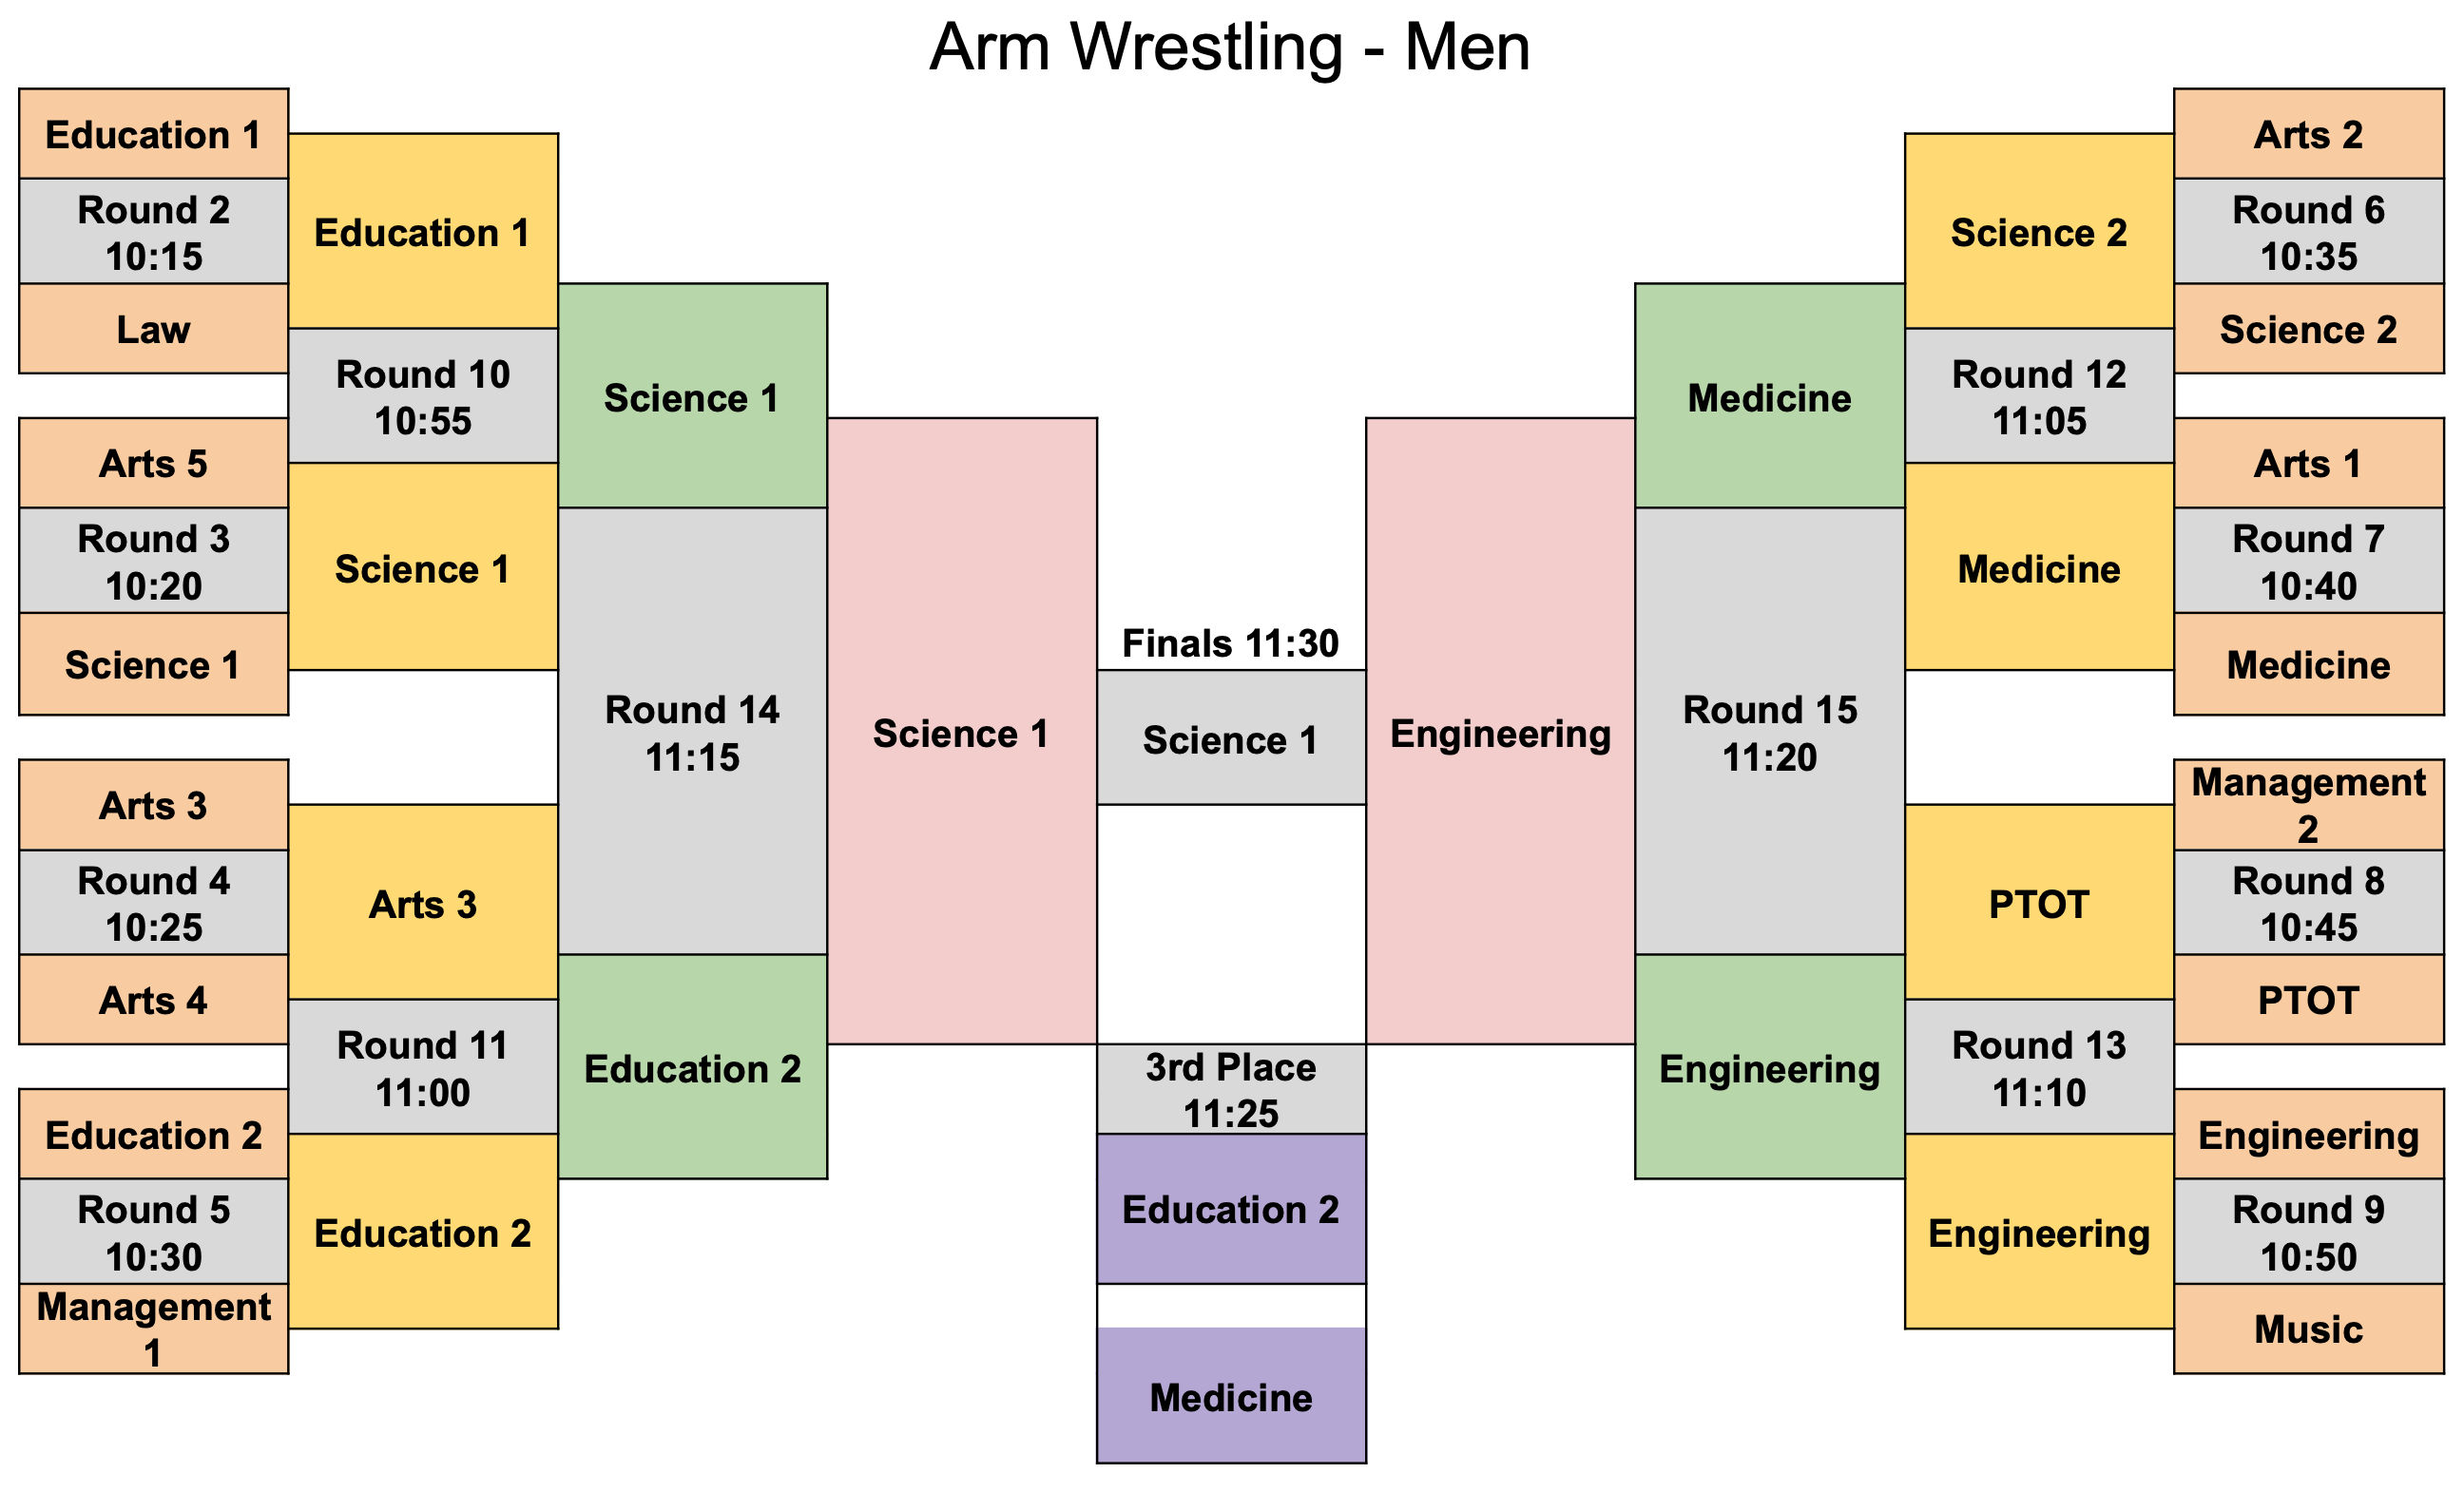 Arm Wrestling - Men
Education 1
Round 2
10:15
Law
Arts 5
Round 3
10:20
Science 1
Arts 3
Round 4
10:25
Arts 4
Education 2
Round 5
10:30
Management
1
Education 1
Round 10
10:55
Science 1
Arts 3
Round 11
11:00
Education 2
Science 1
Round 14
11:15
Education 2
Science 1
Finals 11:30
Science 1
3rd Place
11:25
Education 2
Medicine
Engineering
Medicine
Round 15
11:20
Engineering
Science 2
Round 12
11:05
Medicine
PTOT
Round 13
11:10
Engineering
Arts 2
Round 6
10:35
Science 2
Arts 1
Round 7
10:40
Medicine
Management
2
Round 8
10:45
PTOT
Engineering
Round 9
10:50
Music